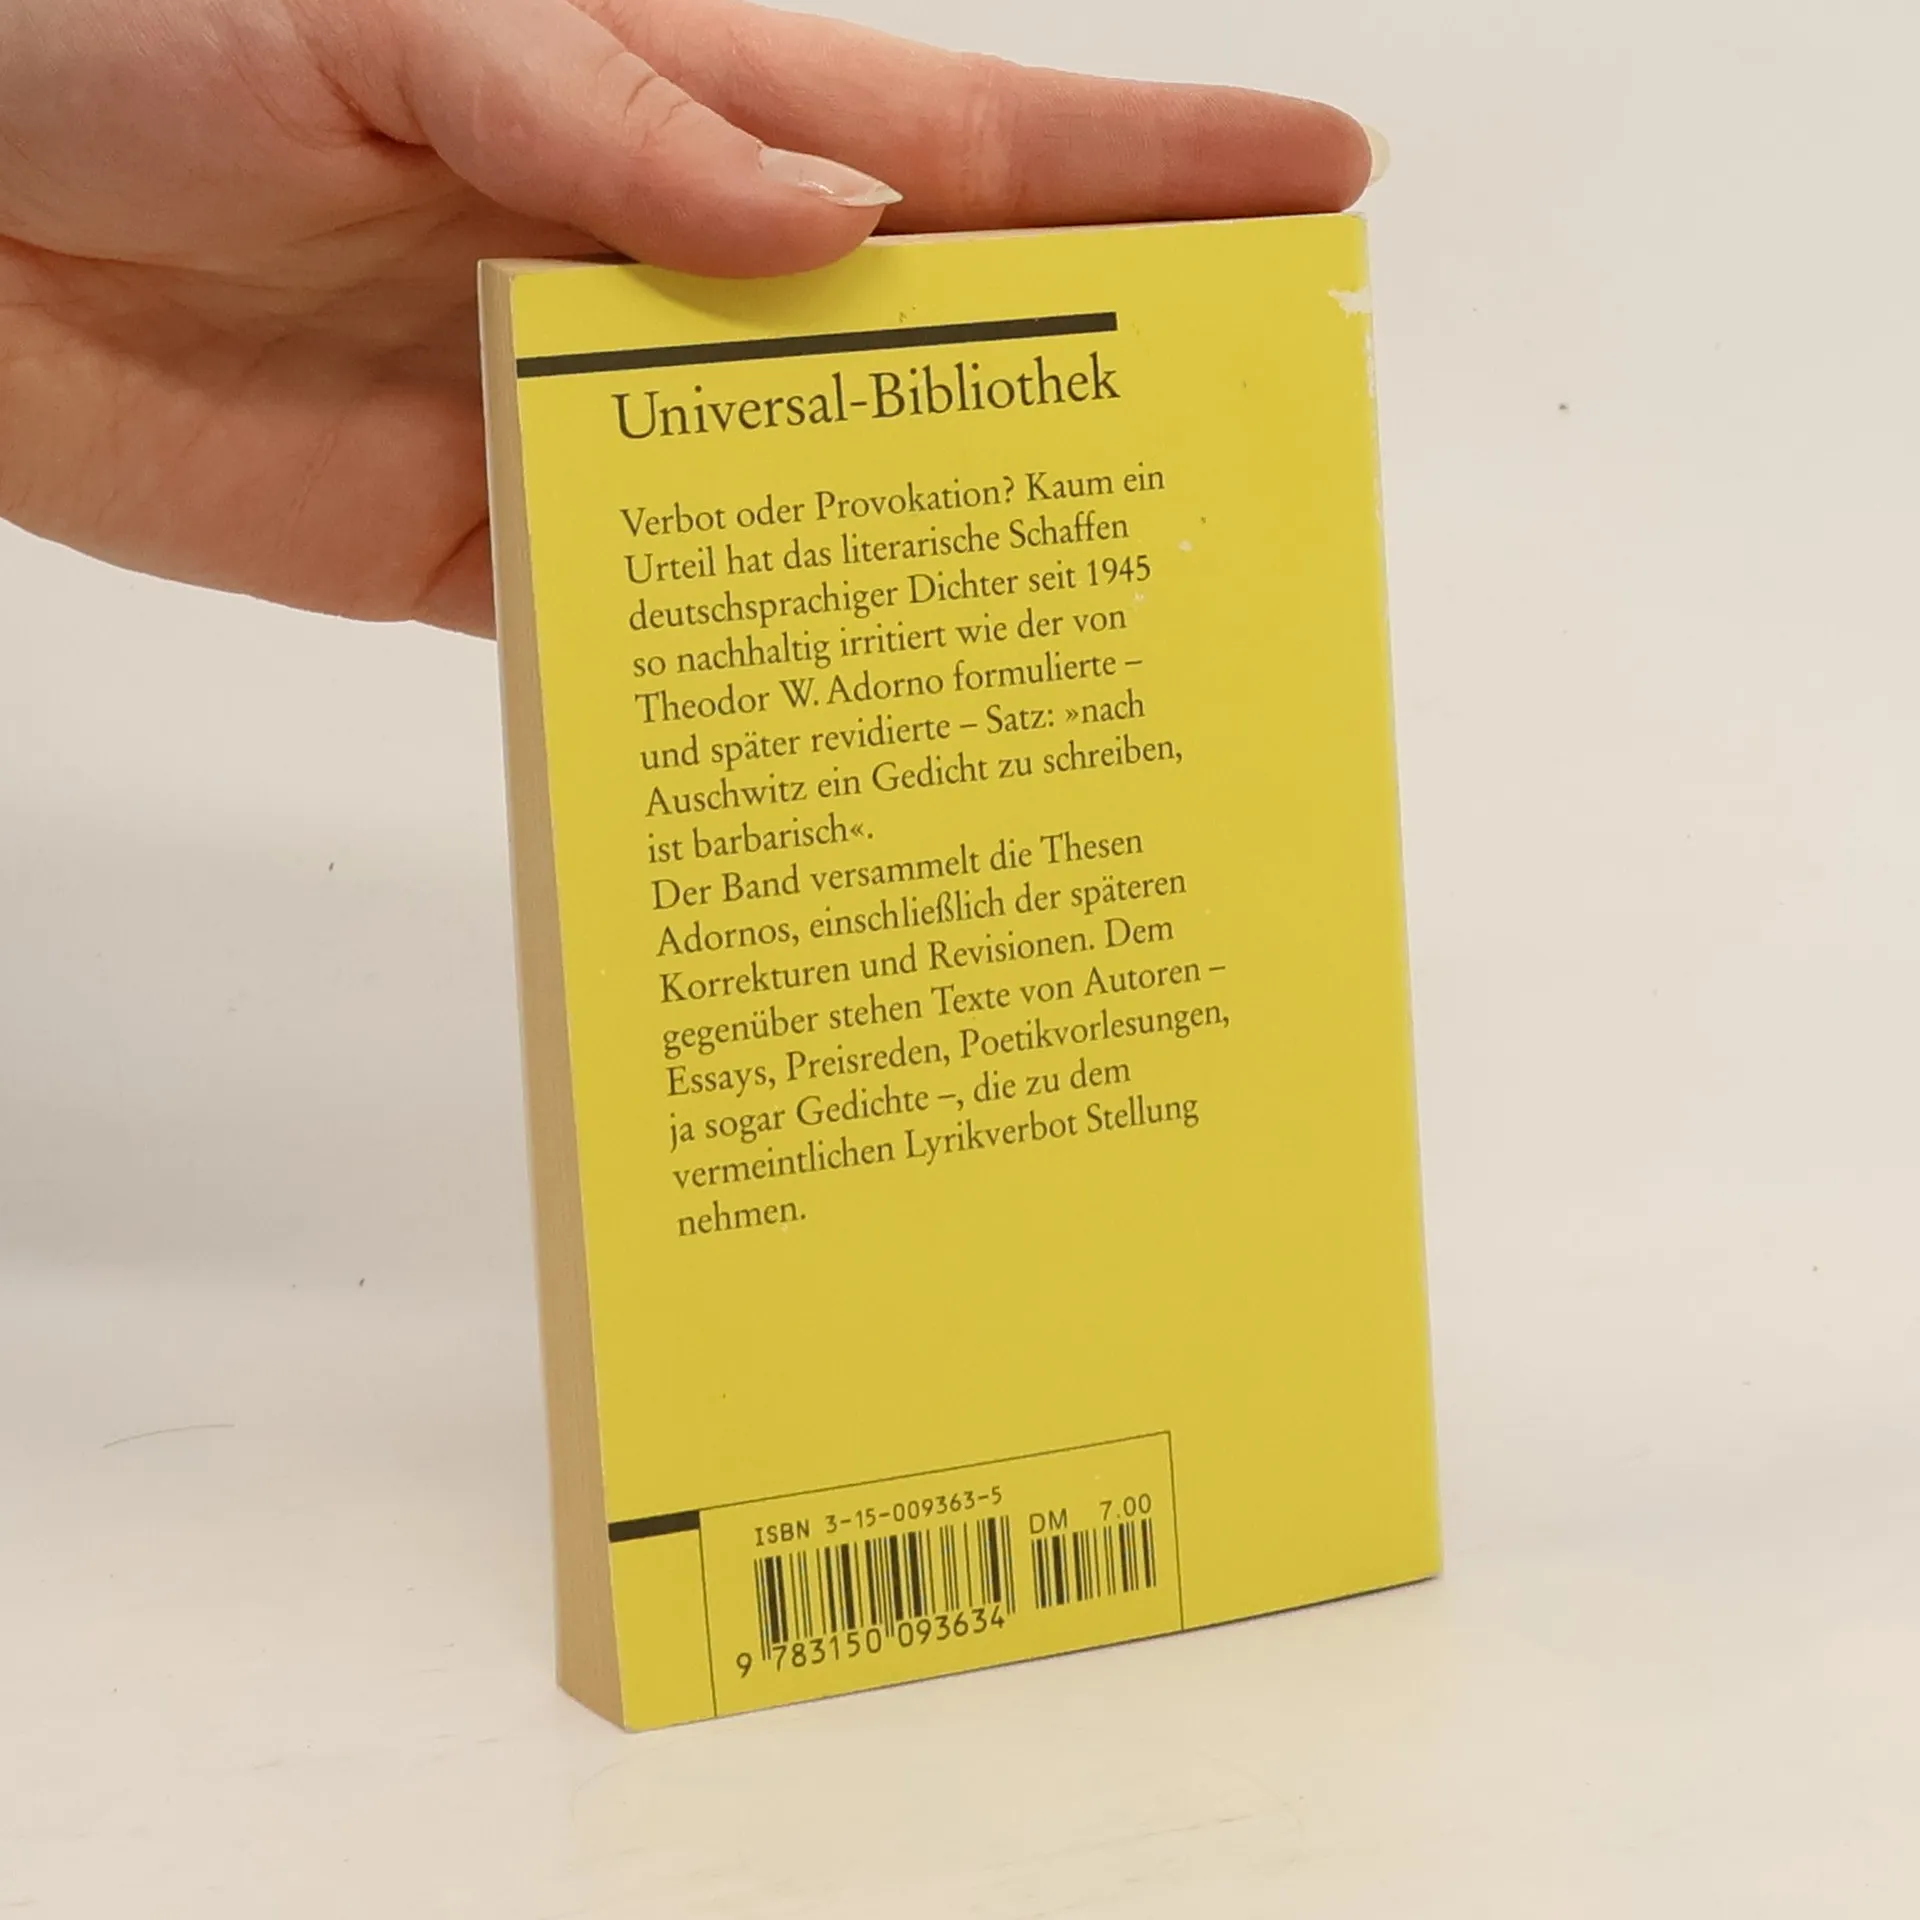 Universal-Bibliothek
Verbot oder Provokation? Kaum ein
Urteil hat das literarische Schaffen
deutschsprachiger Dichter seit 1945
so nachhaltig irritiert wie der von
Theodor W. Adorno formulierte –
und später revidierte – Satz: »nach
Auschwitz ein Gedicht zu schreiben,
ist barbarisch«.
Der Band versammelt die Thesen
Adornos, einschließlich der späteren
Korrekturen und Revisionen. Dem
gegenüber stehen Texte von Autoren –
Essays, Preisreden, Poetikvorlesungen,
ja sogar Gedichte –, die zu dem
vermeintlichen Lyrikverbot Stellung
nehmen.
ISBN 3-15-009363-5
DM 7.00
9 783150 093634